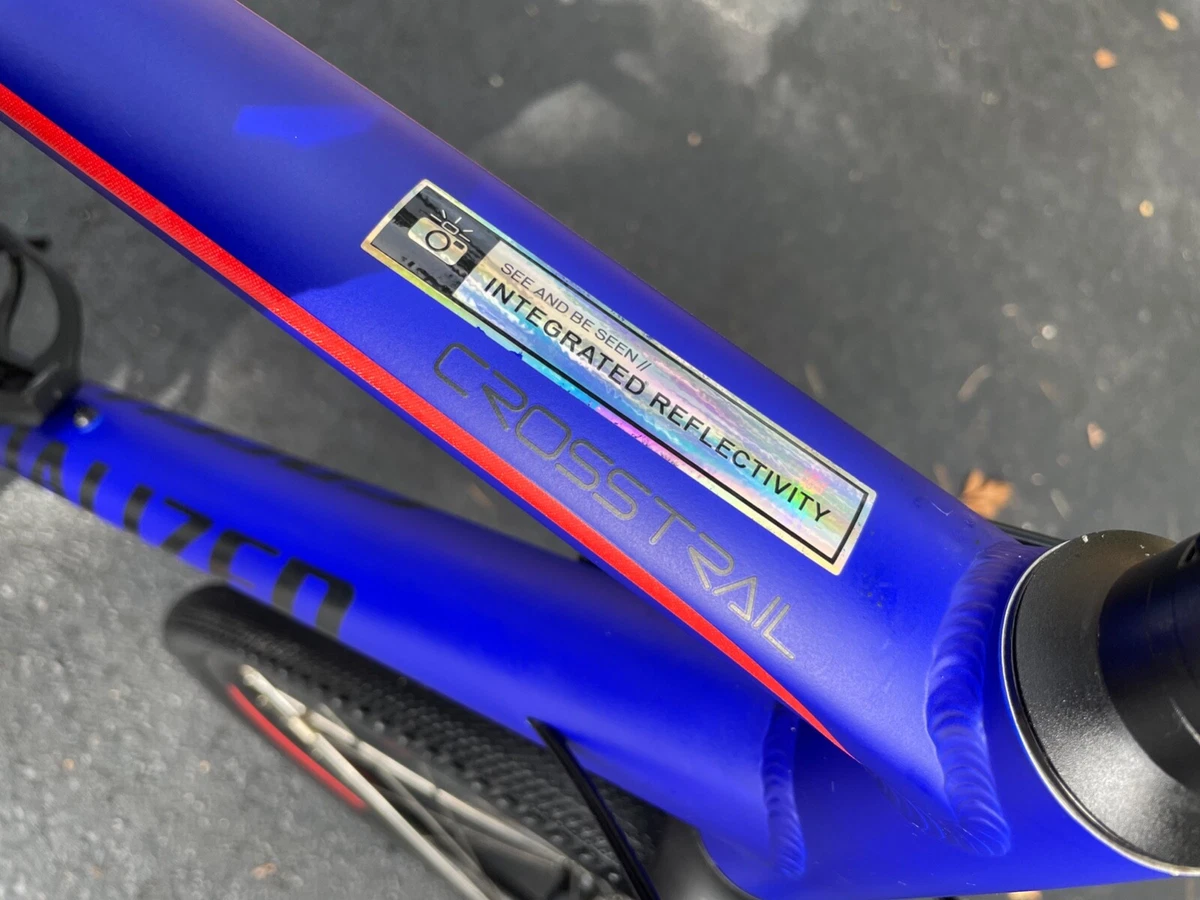 SEE AND BE SEEN //
INTEGRATED REFLECTIVITY
CROSSTRAIL